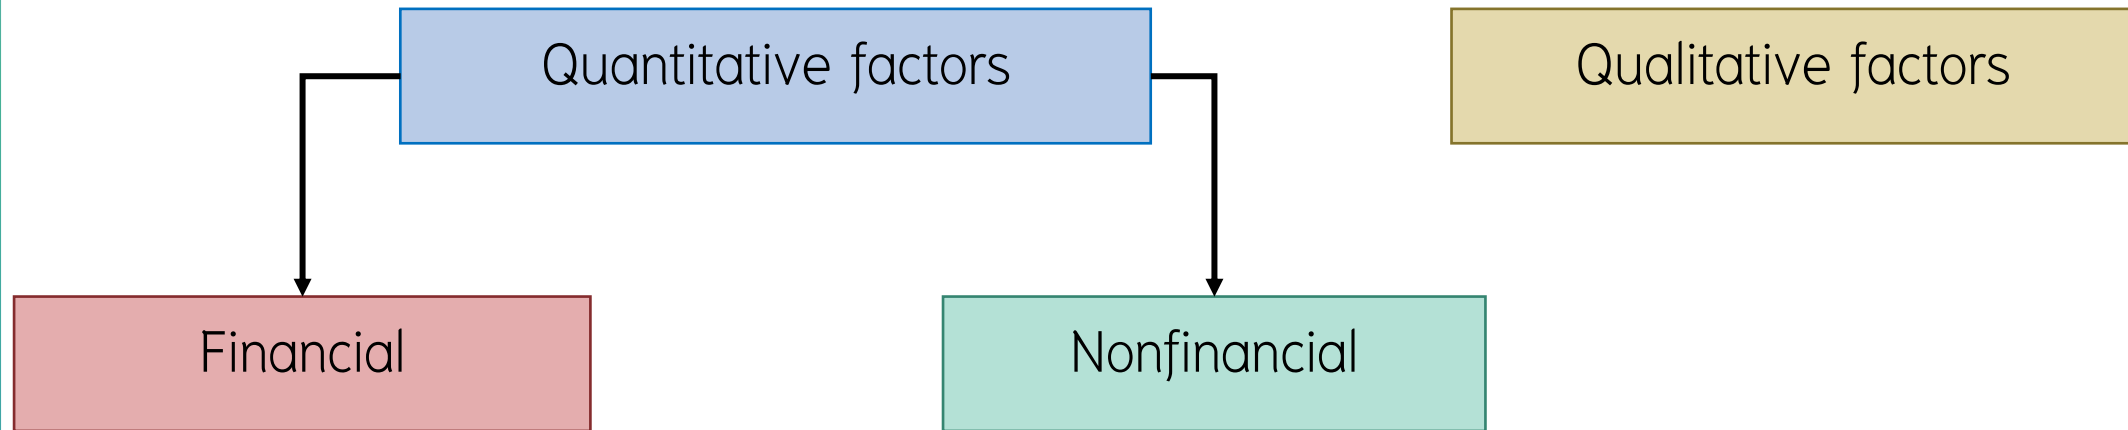 Quantitative factors
Qualitative factors
Financial
Nonfinancial